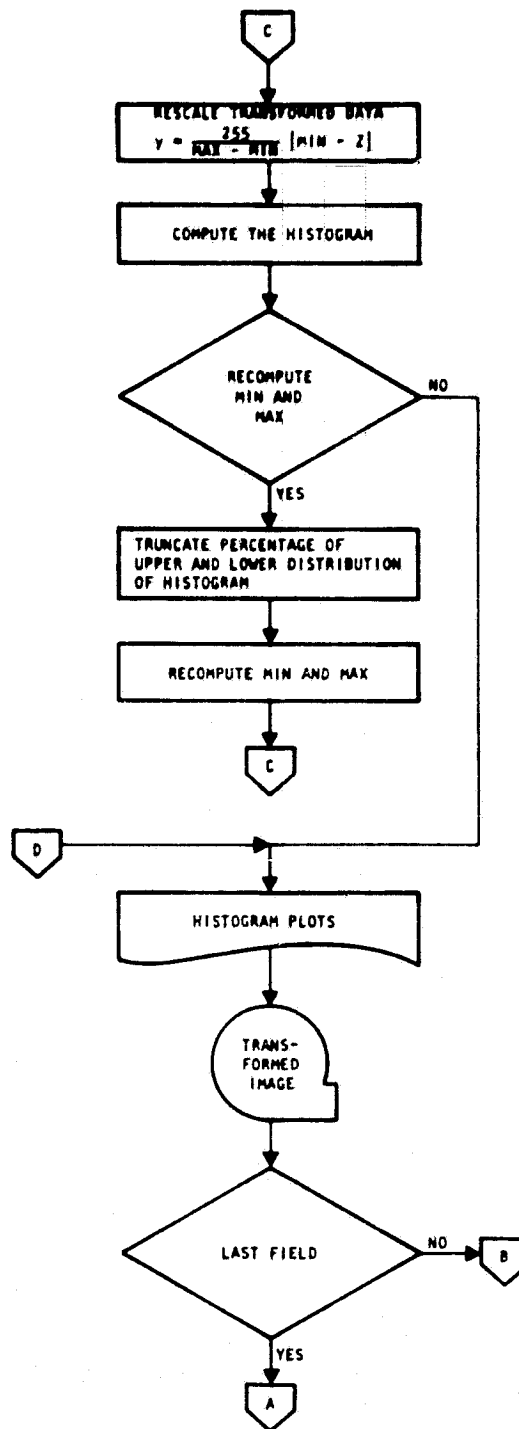 C
RESCALE TRANSFORMED DATA
y = 255 / MAX - MIN [MIN - Z]
COMPUTE THE HISTOGRAM
RECOMPUTE
MIN AND
MAX
NO
YES
TRUNCATE PERCENTAGE OF
UPPER AND LOWER DISTRIBUTION
OF HISTOGRAM
RECOMPUTE MIN AND MAX
C
D
HISTOGRAM PLOTS
TRANS-
FORMED
IMAGE
LAST FIELD
NO
B
YES
A